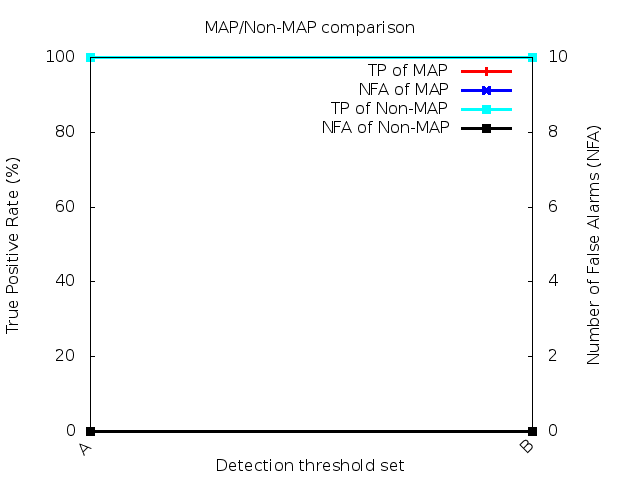 MAP/Non-MAP comparison
100
80
60
40
20
0
10
8
6
4
2
0
TP of MAP
NFA of MAP
TP of Non-MAP
NFA of Non-MAP
True Positive Rate (%)
Number of False Alarms (NFA)
A
B
Detection threshold set